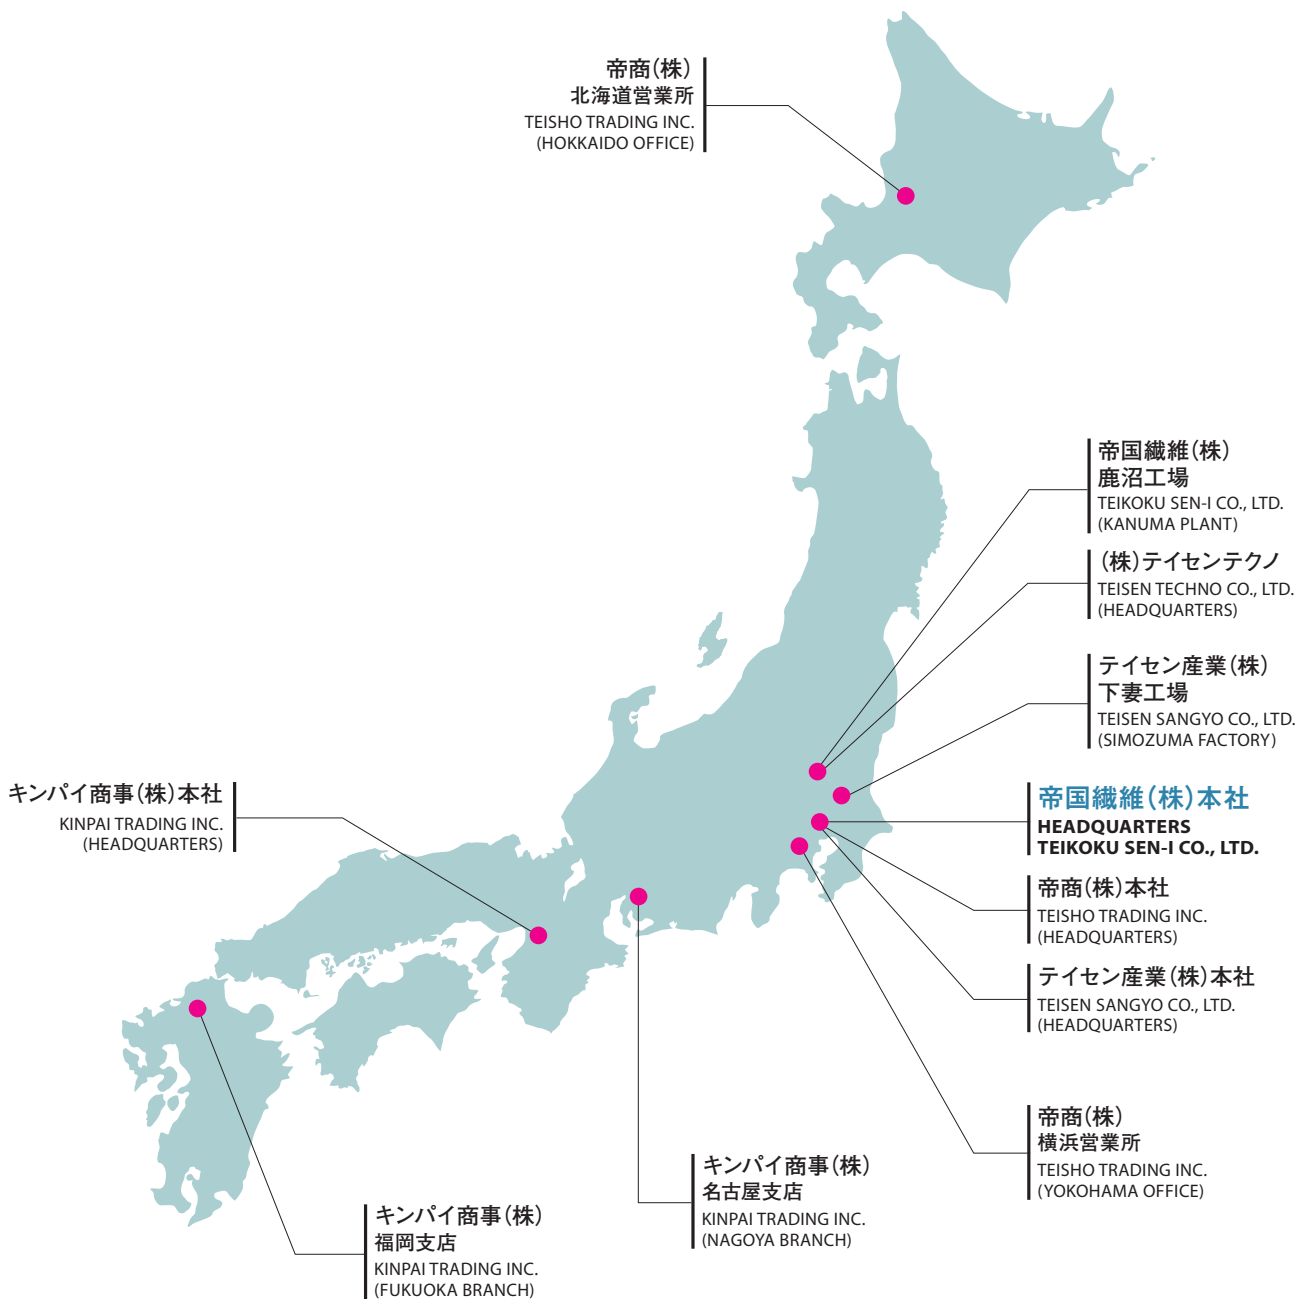 帝商(株)
北海道営業所
TEISHO TRADING INC.
(HOKKAIDO OFFICE)
帝国繊維(株)
鹿沼工場
TEIKOKU SEN-I CO., LTD.
(KANUMA PLANT)
(株)テイセンテクノ
TEISEN TECHNO CO., LTD.
(HEADQUARTERS)
テイセン産業(株)
下妻工場
TEISEN SANGYO CO., LTD.
(SIMOZUMA FACTORY)
キンパイ商事(株)本社
KINPAI TRADING INC.
(HEADQUARTERS)
帝国繊維(株)本社
HEADQUARTERS
TEIKOKU SEN-I CO., LTD.
帝商(株)本社
TEISHO TRADING INC.
(HEADQUARTERS)
テイセン産業(株)本社
TEISEN SANGYO CO., LTD.
(HEADQUARTERS)
帝商(株)
横浜営業所
TEISHO TRADING INC.
(YOKOHAMA OFFICE)
キンパイ商事(株)
名古屋支店
KINPAI TRADING INC.
(NAGOYA BRANCH)
キンパイ商事(株)
福岡支店
KINPAI TRADING INC.
(FUKUOKA BRANCH)